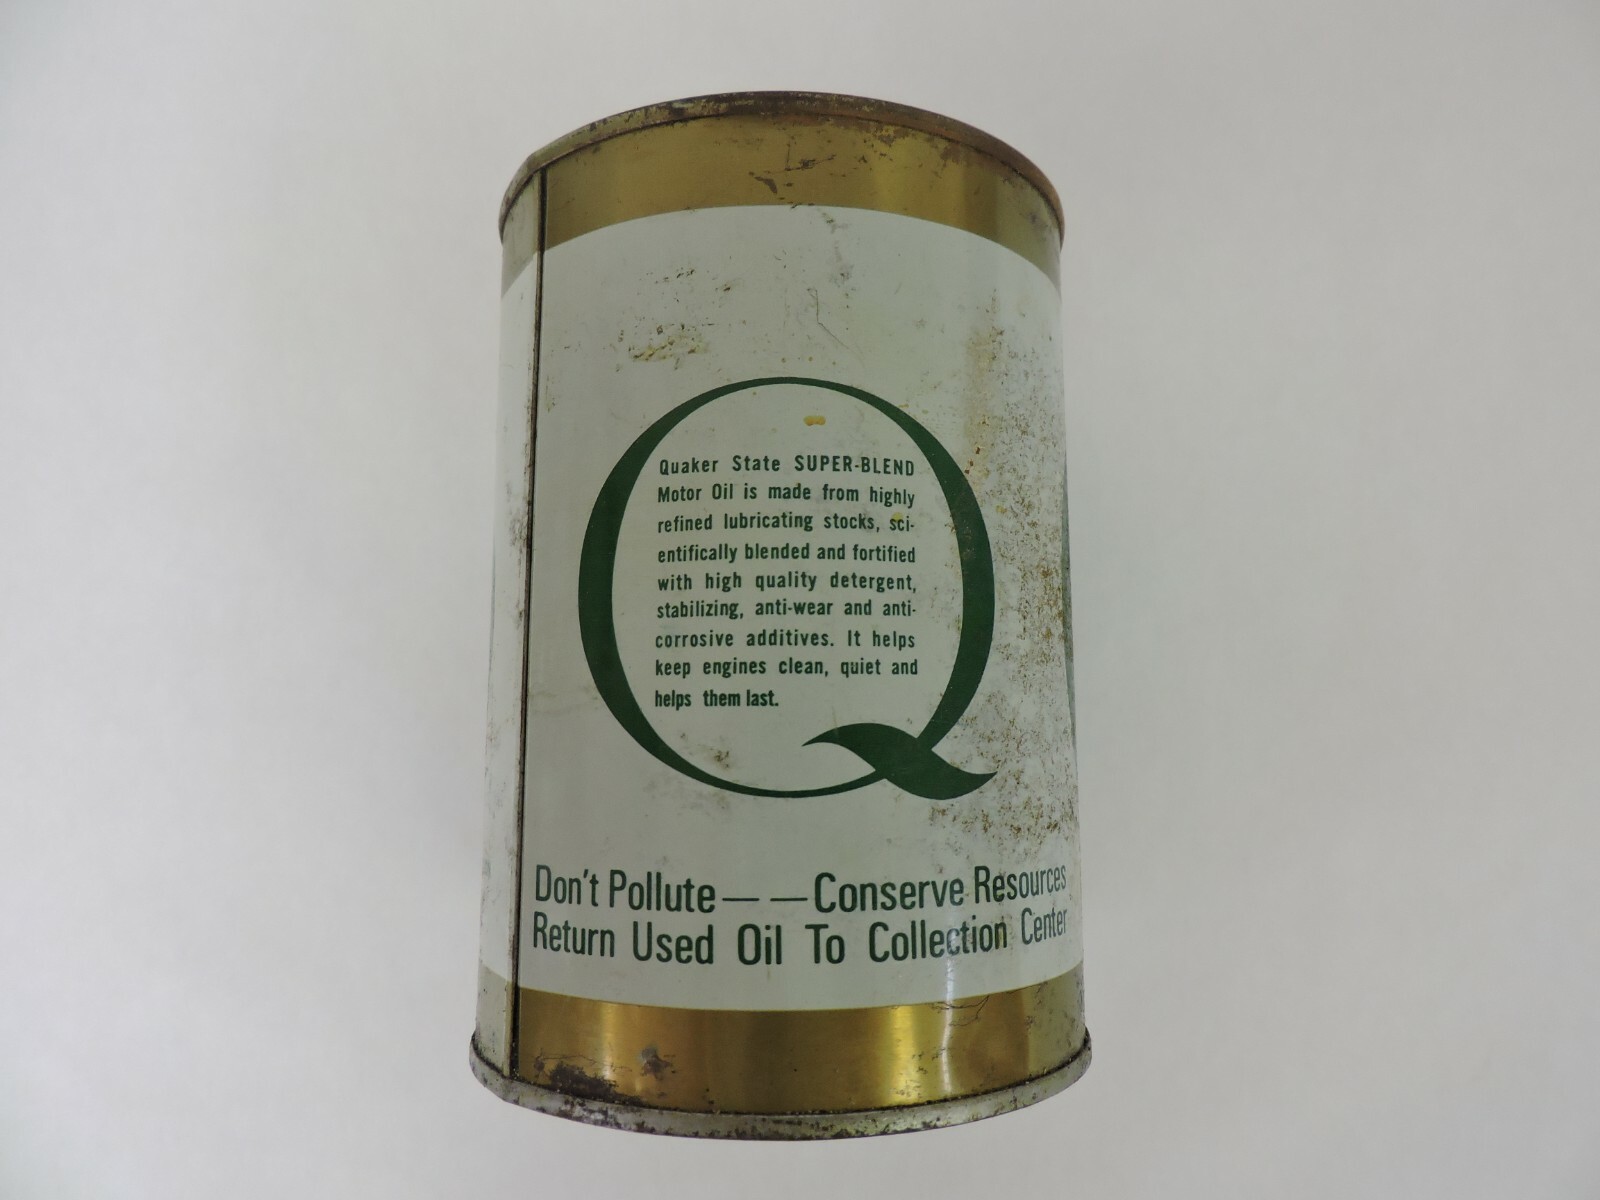 Quaker State SUPER-BLEND
Motor Oil is made from highly
refined lubricating stocks, sci-
entifically blended and fortified
with high quality detergent,
stabilizing, anti-wear and anti-
corrosive additives. It helps
keep engines clean, quiet and
helps them last.
Don't Pollute— —Conserve Resources
Return Used Oil To Collection Center